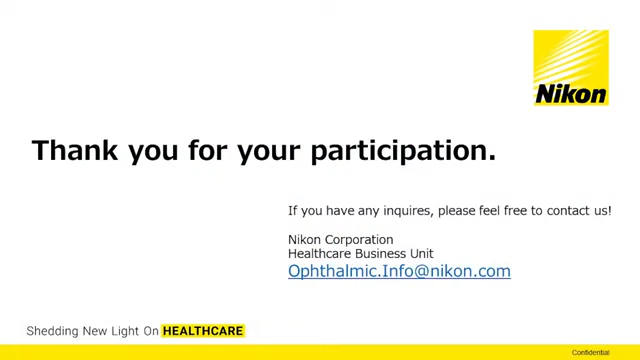 Nikon
Thank you for your participation.
If you have any inquires, please feel free to contact us!
Nikon Corporation
Healthcare Business Unit
Ophthalmic.Info@nikon.com
Shedding New Light On HEALTHCARE
Confidential